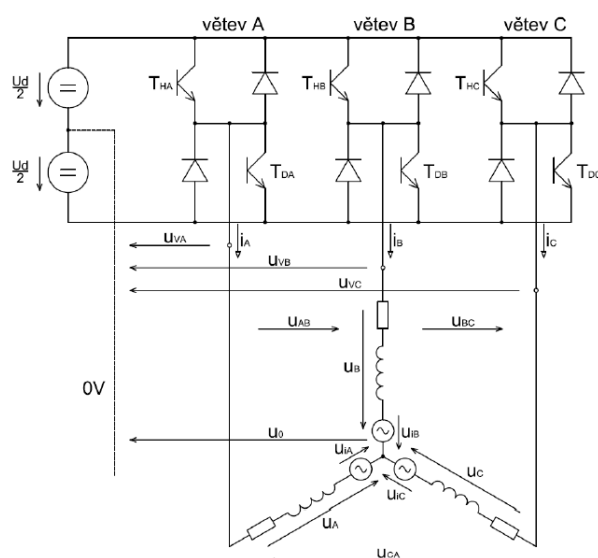 větev A větev B větev C
Ud/2
THA THB THC
Ud/2
TDA TDB TDC
uVA iA iB iC
uVB
uVC
uAB uBC
uB
0V
u0 uiB
uiA uC
uiC
uA
uCA